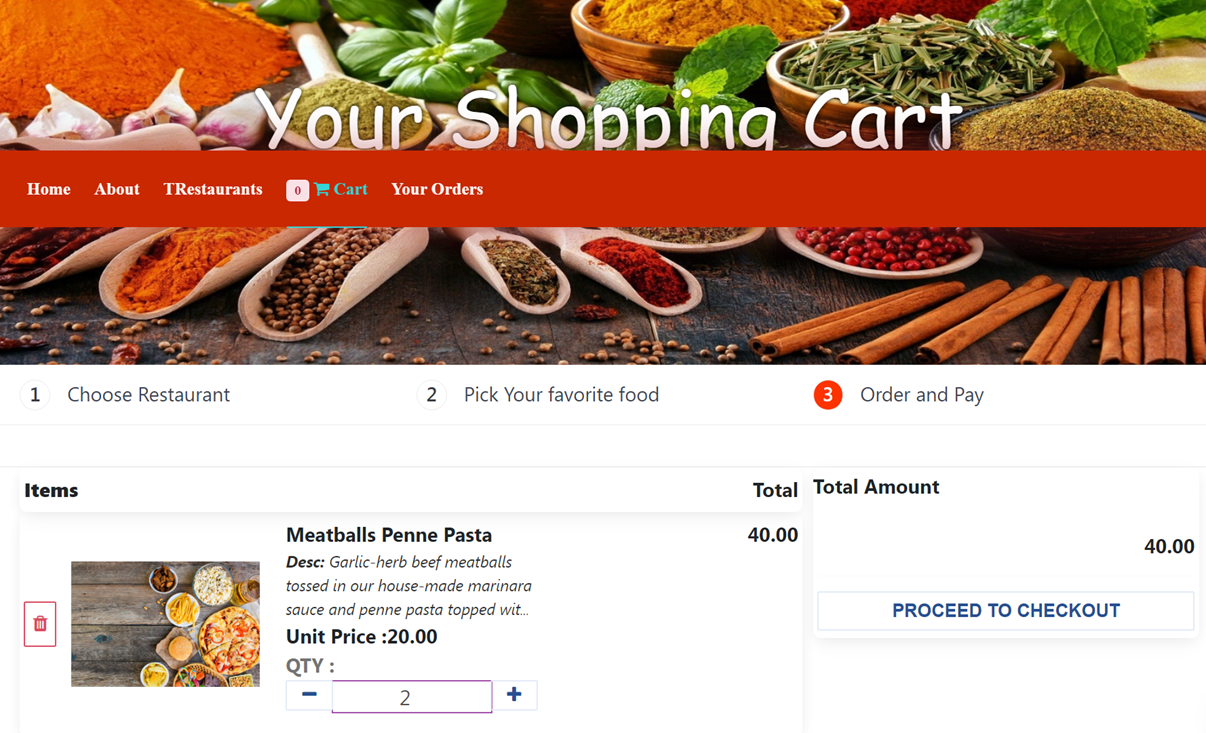 Your Shopping Cart
Home About TRestaurants 0 Cart Your Orders
1 Choose Restaurant 2 Pick Your favorite food 3 Order and Pay
Items Total
Total Amount
Meatballs Penne Pasta 40.00
Desc: Garlic-herb beef meatballs
tossed in our house-made marinara
sauce and penne pasta topped wit...
Unit Price :20.00
QTY :
− 2 +
40.00
PROCEED TO CHECKOUT